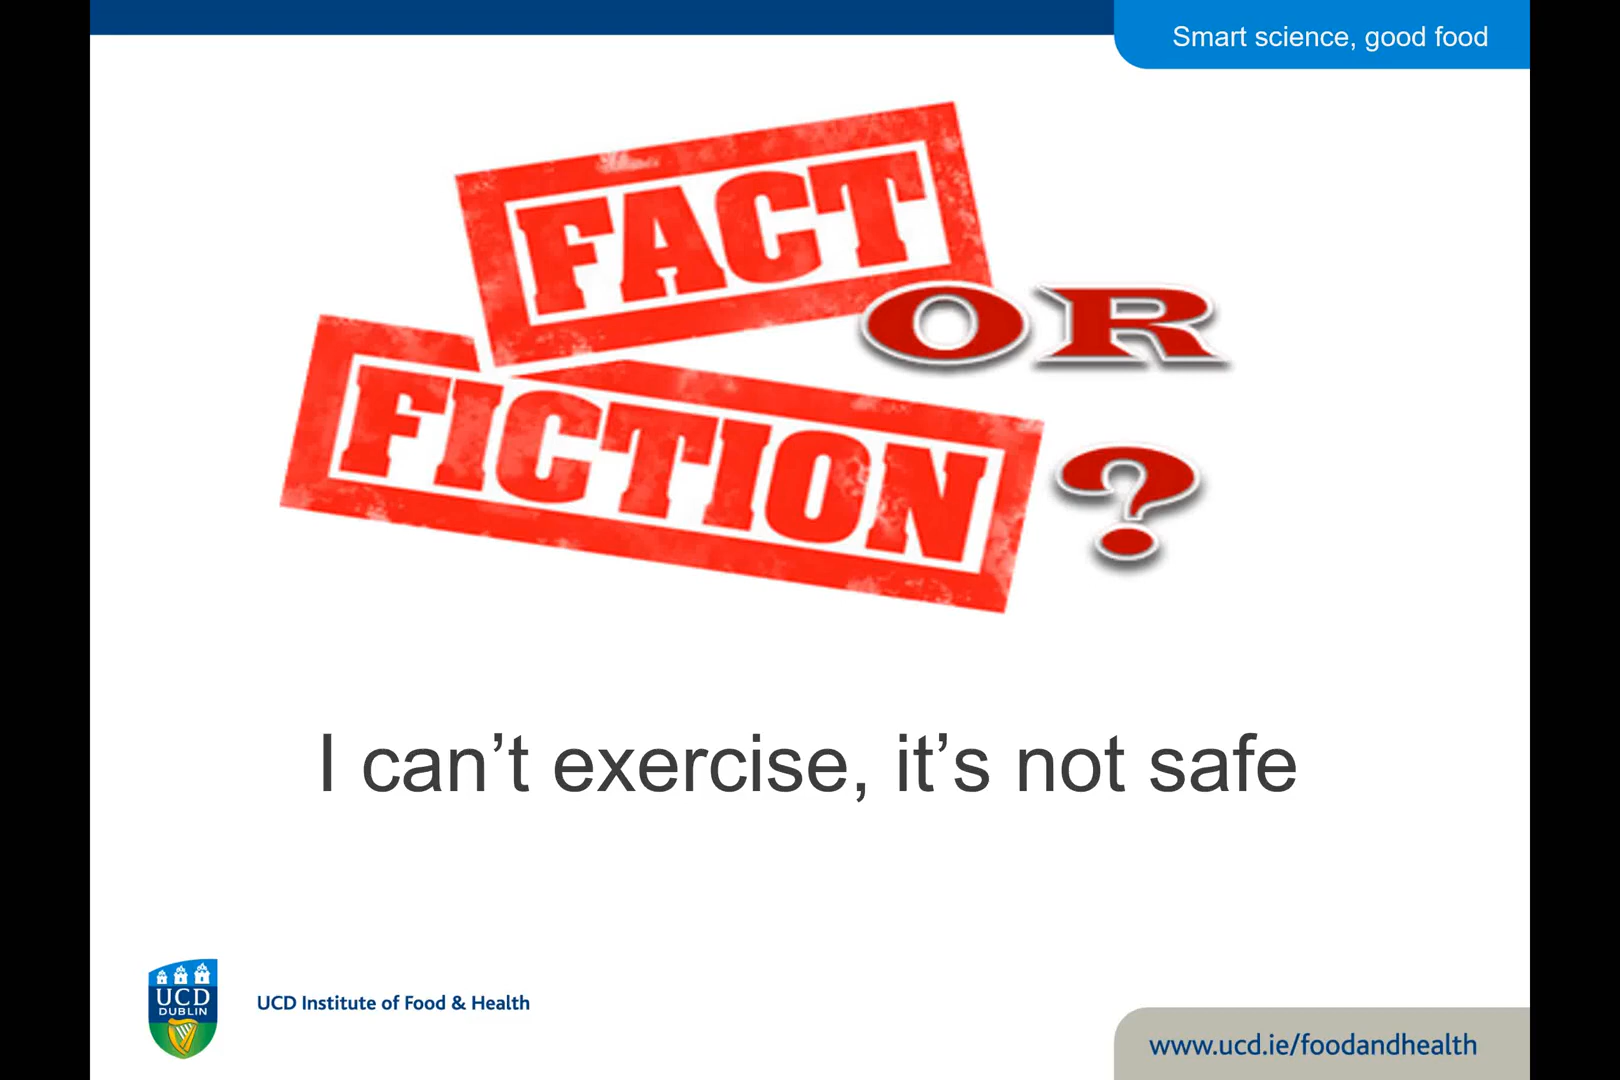 Smart science, good food
FACT
OR
FICTION
?
I can’t exercise, it’s not safe
UCD
DUBLIN
UCD Institute of Food & Health
www.ucd.ie/foodandhealth